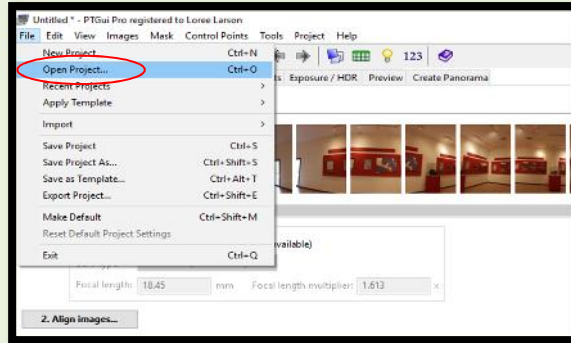 Untitled * - PTGui Pro registered to Loree Larson
File Edit View Images Mask Control Points Tools Project Help
New Project Ctrl+N
123
Open Project... Ctrl+O
Exposure / HDR Preview Create Panorama
Recent Projects
Apply Template
Import
Save Project Ctrl+S
Save Project As... Ctrl+Shift+S
Save as Template... Ctrl+Alt+T
Export Project... Ctrl+Shift+E
Make Default Ctrl+Shift+M
Reset Default Project Settings
Exit Ctrl+Q
Focal length: 18.45 mm Focal length multiplier: 1.613 x
2. Align images...